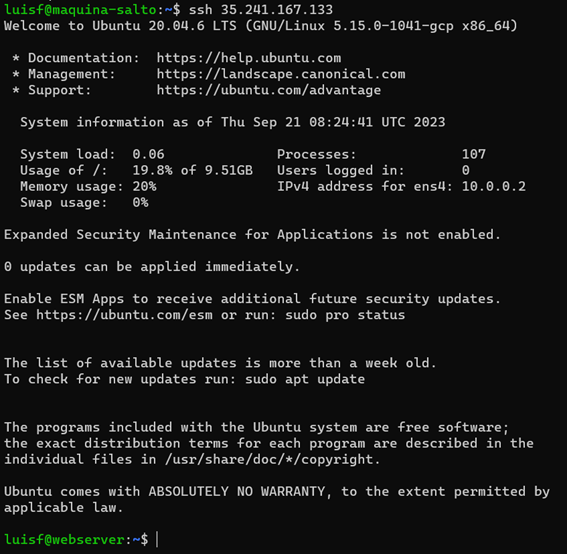 luisf@maquina-salto:~$ ssh 35.241.167.133
Welcome to Ubuntu 20.04.6 LTS (GNU/Linux 5.15.0-1041-gcp x86_64)

 * Documentation:  https://help.ubuntu.com
 * Management:     https://landscape.canonical.com
 * Support:        https://ubuntu.com/advantage

  System information as of Thu Sep 21 08:24:41 UTC 2023

  System load:  0.06               Processes:             107
  Usage of /:   19.8% of 9.51GB   Users logged in:       0
  Memory usage: 20%                IPv4 address for ens4: 10.0.0.2
  Swap usage:   0%

Expanded Security Maintenance for Applications is not enabled.

0 updates can be applied immediately.

Enable ESM Apps to receive additional future security updates.
See https://ubuntu.com/esm or run: sudo pro status

The list of available updates is more than a week old.
To check for new updates run: sudo apt update

The programs included with the Ubuntu system are free software;
the exact distribution terms for each program are described in the
individual files in /usr/share/doc/*/copyright.

Ubuntu comes with ABSOLUTELY NO WARRANTY, to the extent permitted by
applicable law.

luisf@webserver:~$